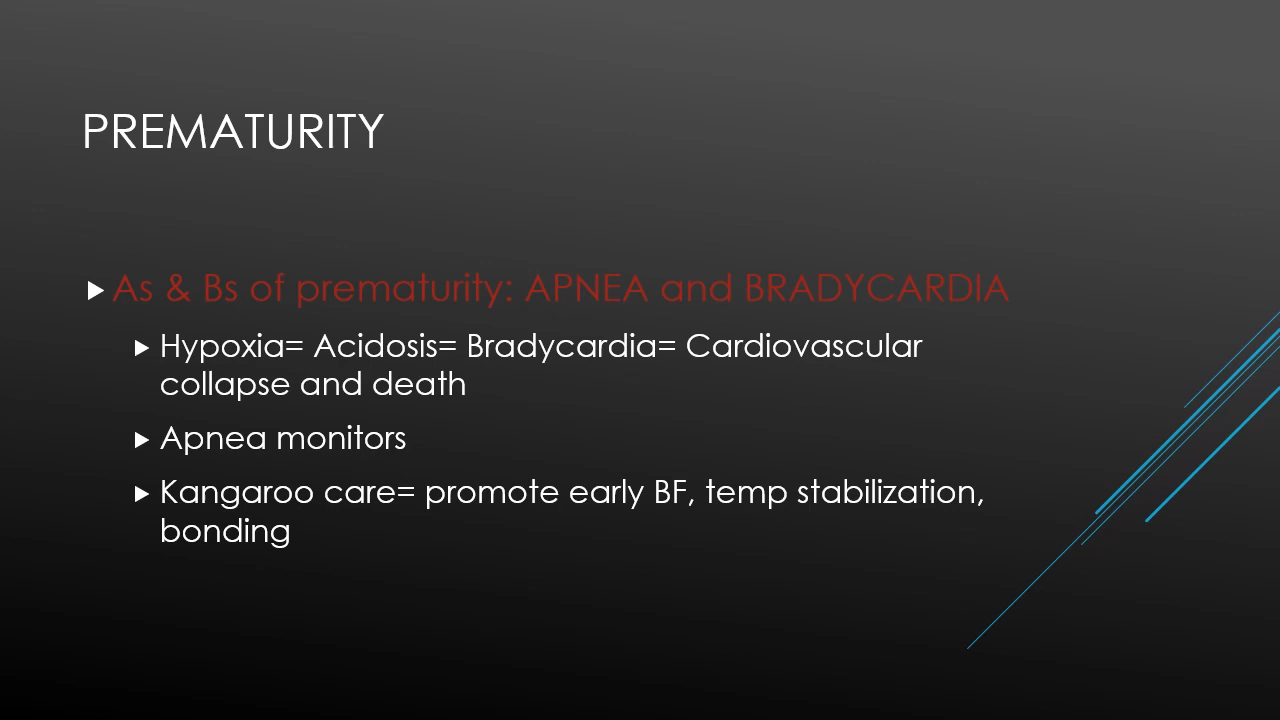 PREMATURITY
As & Bs of prematurity: APNEA and BRADYCARDIA
Hypoxia= Acidosis= Bradycardia= Cardiovascular
collapse and death
Apnea monitors
Kangaroo care= promote early BF, temp stabilization,
bonding